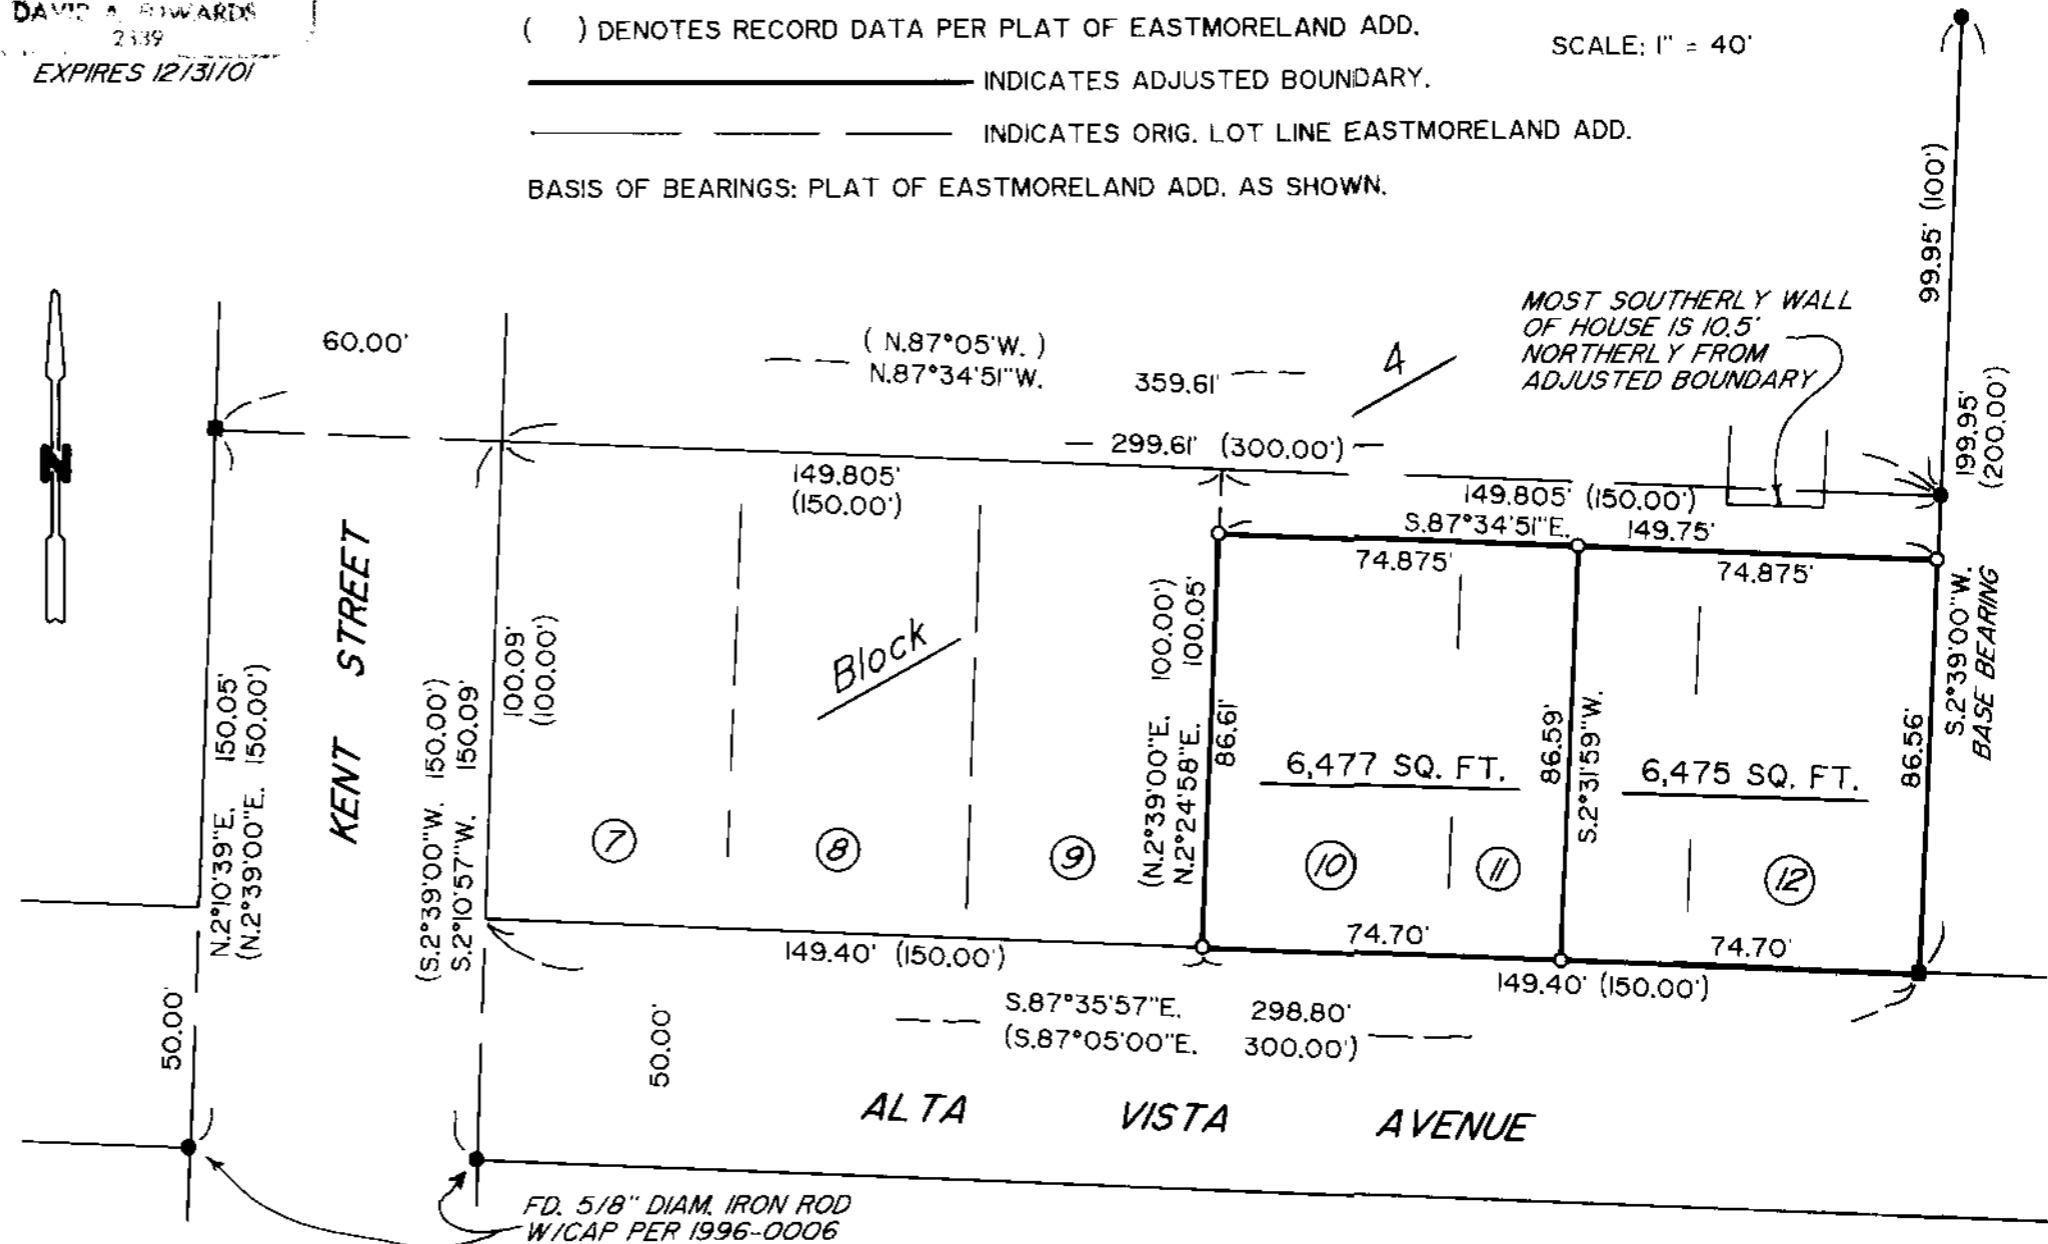 DAVID A. EDWARDS
2339
EXPIRES 12/31/01
( ) DENOTES RECORD DATA PER PLAT OF EASTMORELAND ADD.
INDICATES ADJUSTED BOUNDARY.
INDICATES ORIG. LOT LINE EASTMORELAND ADD.
BASIS OF BEARINGS: PLAT OF EASTMORELAND ADD. AS SHOWN.
SCALE: 1" = 40'
99.95' (100')
199.95'
(200.00')
MOST SOUTHERLY WALL
OF HOUSE IS 10.5'
NORTHERLY FROM
ADJUSTED BOUNDARY
N
60.00'
( N.87°05'W. )
N.87°34'51"W. 359.61'
4
299.61' (300.00')
149.805'
(150.00')
149.805' (150.00')
S.87°34'51"E. 149.75'
74.875'
74.875'
KENT STREET
N.2°10'39"E. 150.05'
(N.2°39'00"E. 150.00')
(S.2°39'00"W. 150.00')
S.2°10'57"W. 150.09'
100.09'
(100.00')
Block
(N.2°39'00"E. 100.00')
N.2°24'58"E. 100.05'
86.61'
86.59'
S.2°31'59"W.
86.56'
S.2°39'00"W.
BASE BEARING
6,477 SQ. FT.
6,475 SQ. FT.
7
8
9
10
11
12
149.40' (150.00')
74.70'
74.70'
149.40' (150.00')
S.87°35'57"E. 298.80'
(S.87°05'00"E. 300.00')
50.00'
50.00'
ALTA VISTA AVENUE
FD. 5/8" DIAM. IRON ROD
W/CAP PER 1996-0006